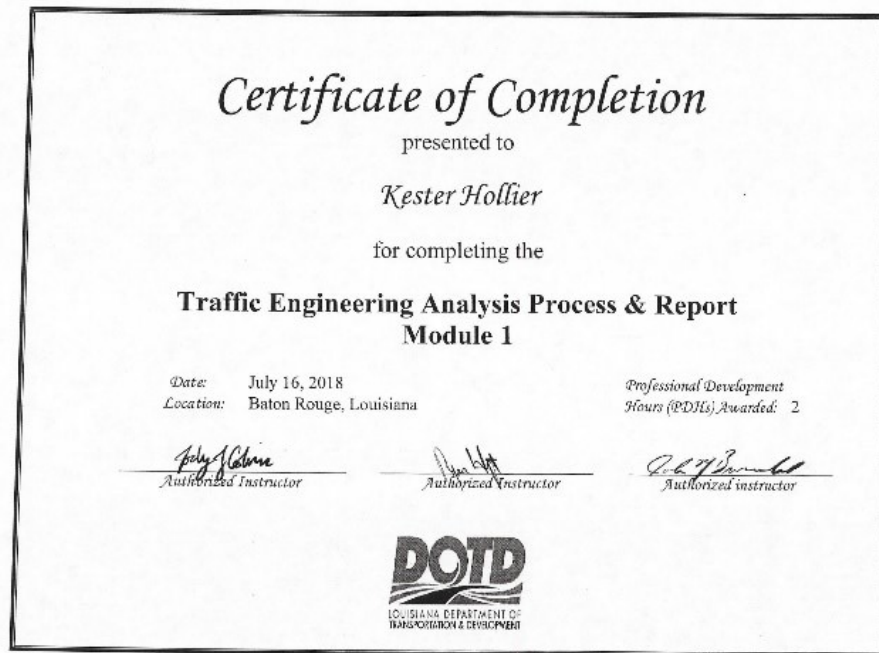 Certificate of Completion
presented to
Kester Hollier
for completing the
Traffic Engineering Analysis Process & Report
Module 1
Date: July 16, 2018
Location: Baton Rouge, Louisiana
Professional Development
Hours (PDHs) Awarded: 2
Authorized Instructor
Authorized Instructor
Authorized instructor
DOTD
LOUISIANA DEPARTMENT OF
TRANSPORTATION & DEVELOPMENT